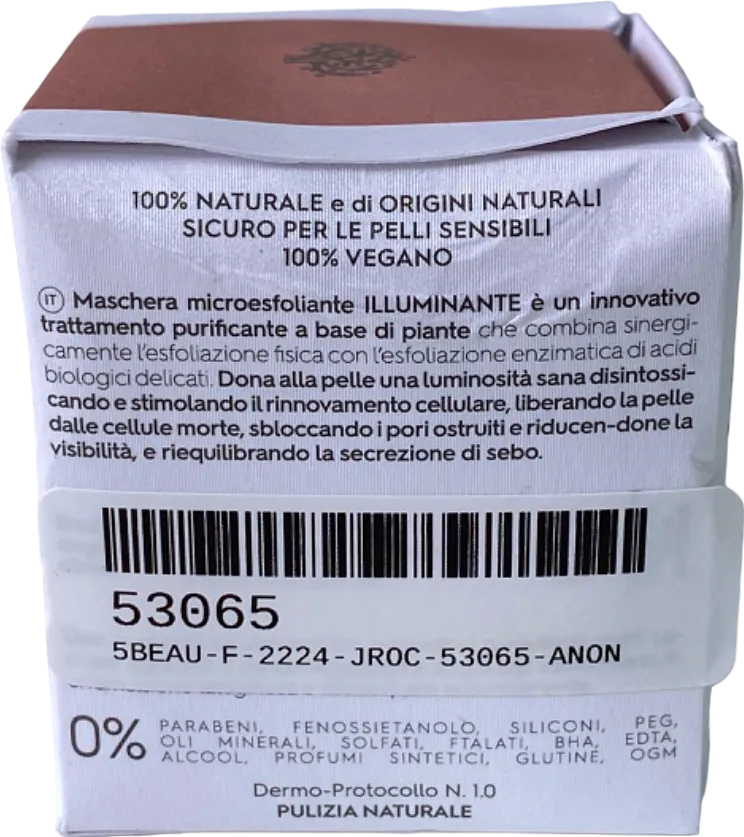 100% NATURALE e di ORIGINI NATURALI
SICURO PER LE PELLI SENSIBILI
100% VEGANO
IT Maschera microesfoliante ILLUMINANTE è un innovativo
trattamento purificante a base di piante che combina sinergi-
camente l'esfoliazione fisica con l'esfoliazione enzimatica di acidi
biologici delicati. Dona alla pelle una luminosità sana disintossi-
cando e stimolando il rinnovamento cellulare, liberando la pelle
dalle cellule morte, sbloccando i pori ostruiti e riducen-done la
visibilità, e riequilibrando la secrezione di sebo.
53065
5BEAU-F-2224-JROC-53065-ANON
0% PARABENI, FENOSSIETANOLO, SILICONI, PEG,
OLI MINERALI, SOLFATI, FTALATI, BHA, EDTA,
ALCOOL, PROFUMI SINTETICI, GLUTINE, OGM
Dermo-Protocollo N. 1.0
PULIZIA NATURALE